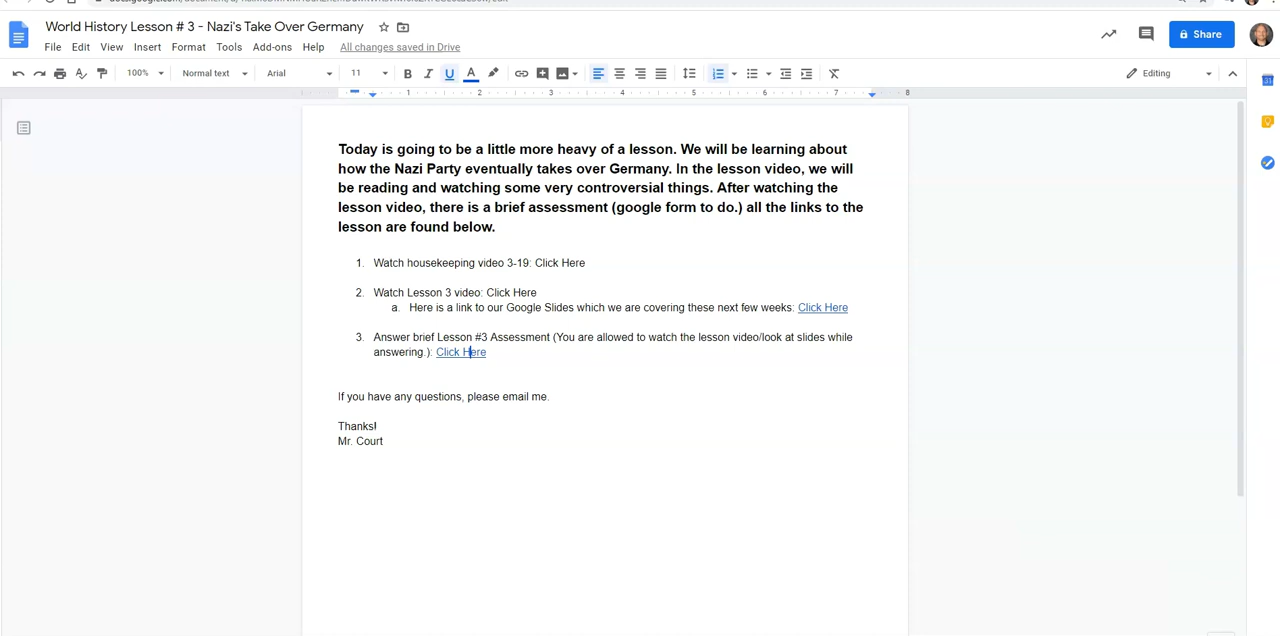 World History Lesson # 3 - Nazi's Take Over Germany
File Edit View Insert Format Tools Add-ons Help All changes saved in Drive
Share
100% Normal text Arial 11 B I U A Editing
1 2 3 4 5 6 7 8
Today is going to be a little more heavy of a lesson. We will be learning about
how the Nazi Party eventually takes over Germany. In the lesson video, we will
be reading and watching some very controversial things. After watching the
lesson video, there is a brief assessment (google form to do.) all the links to the
lesson are found below.
1. Watch housekeeping video 3-19: Click Here
2. Watch Lesson 3 video: Click Here
a. Here is a link to our Google Slides which we are covering these next few weeks: Click Here
3. Answer brief Lesson #3 Assessment (You are allowed to watch the lesson video/look at slides while
answering.): Click Here
If you have any questions, please email me.
Thanks!
Mr. Court